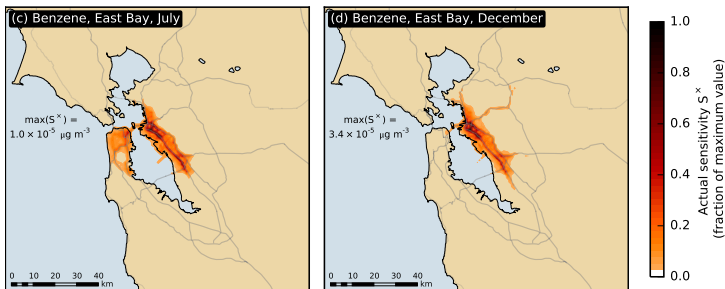 (c) Benzene, East Bay, July
max(S×) =
1.0 × 10⁻⁵ µg m⁻³
0 10 20 30 40
km
(d) Benzene, East Bay, December
max(S×) =
3.4 × 10⁻⁵ µg m⁻³
0 10 20 30 40
km
1.0
0.8
0.6
0.4
0.2
0.0
Actual sensitivity S×
(fraction of maximum value)